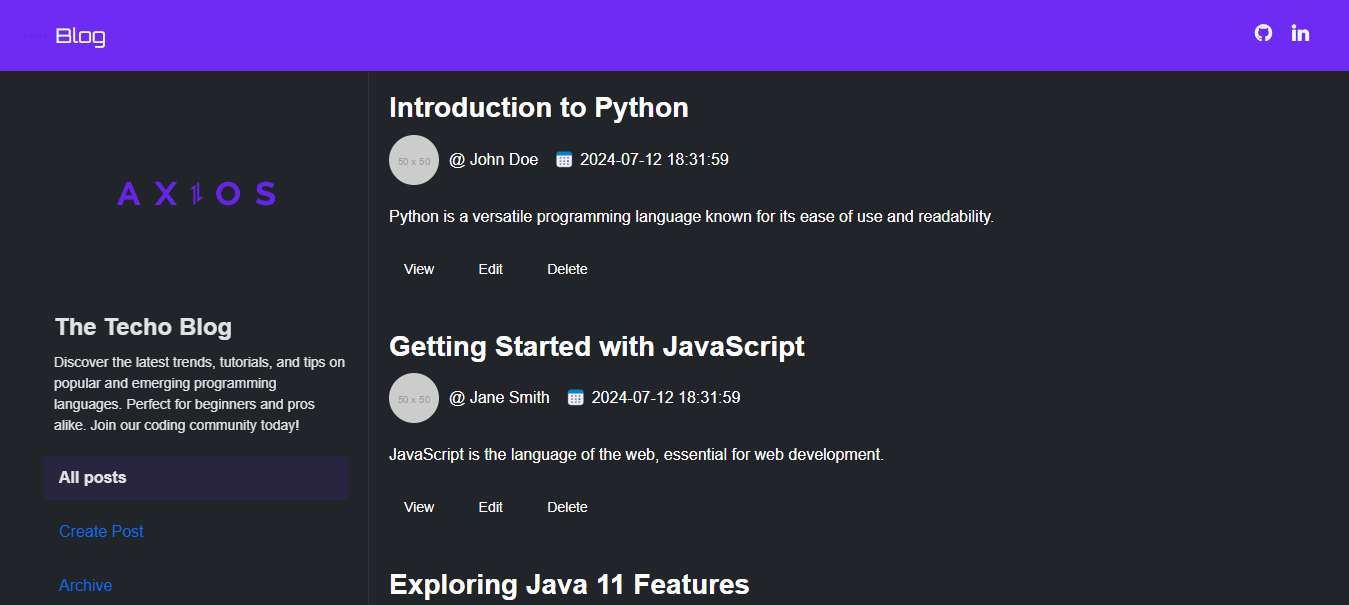 Blog
AXIOS
The Techo Blog
Discover the latest trends, tutorials, and tips on
popular and emerging programming
languages. Perfect for beginners and pros
alike. Join our coding community today!
All posts
Create Post
Archive
Introduction to Python
50 x 50
@ John Doe 2024-07-12 18:31:59
Python is a versatile programming language known for its ease of use and readability.
View Edit Delete
Getting Started with JavaScript
50 x 50
@ Jane Smith 2024-07-12 18:31:59
JavaScript is the language of the web, essential for web development.
View Edit Delete
Exploring Java 11 Features